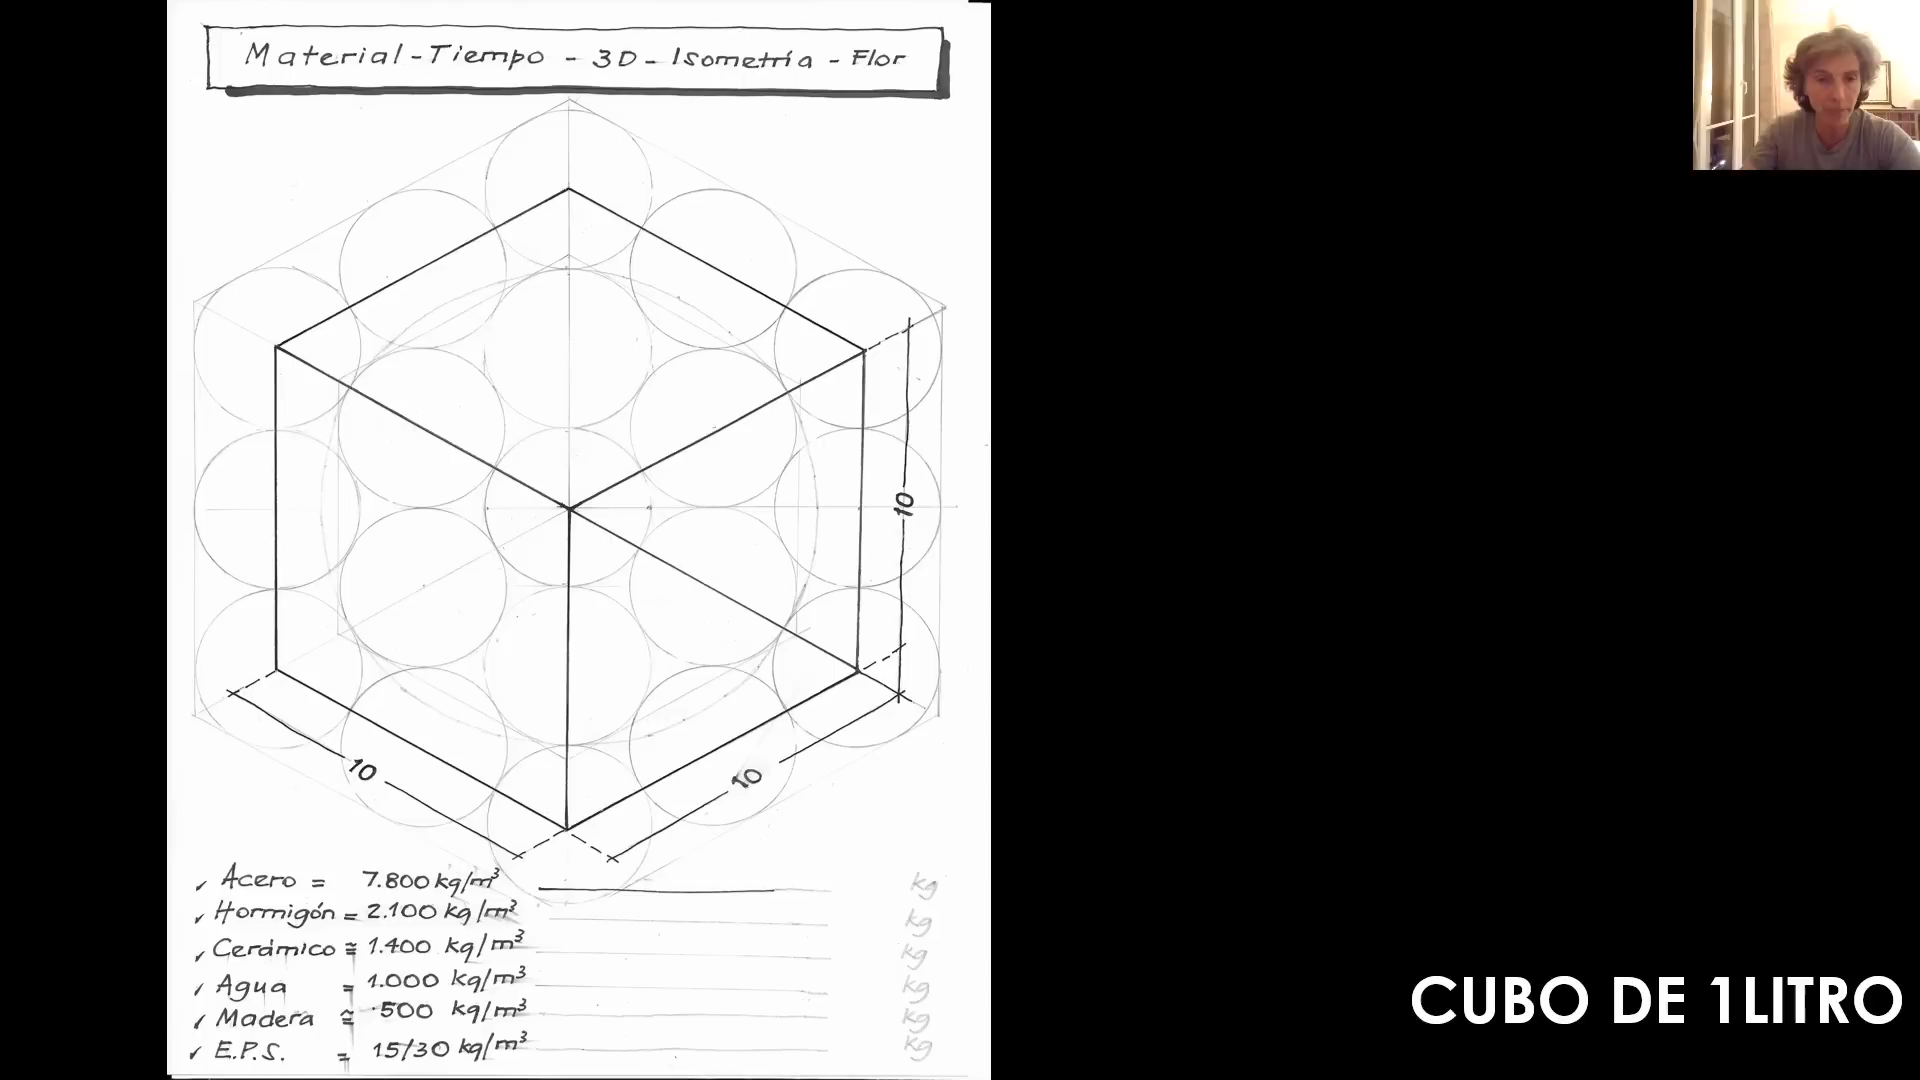 Material-Tiempo - 3D - Isometría - Flor
10
10
10
✓ Acero = 7.800 kg/m³ kg
✓ Hormigón = 2.100 kg/m³ kg
✓ Cerámico ≅ 1.400 kg/m³ kg
✓ Agua = 1.000 kg/m³ kg
✓ Madera ≅ 500 kg/m³ kg
✓ E.P.S. = 15/30 kg/m³ kg
CUBO DE 1LITRO